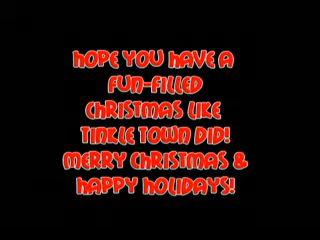 HOPE YOU HAVE A
FUN-FILLED
CHRISTMAS LIKE
TINKLE TOWN DID!
MERRY CHRISTMAS &
HAPPY HOLIDAYS!